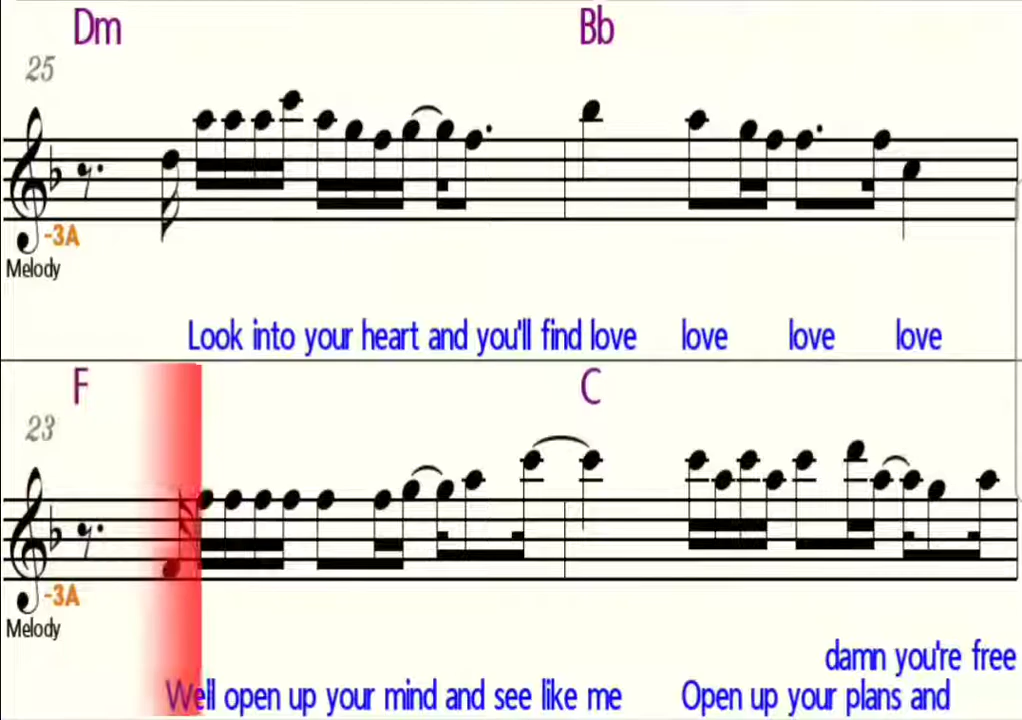 Dm Bb
25
-3A
Melody
Look into your heart and you'll find love love love love
F C
23
-3A
Melody
damn you're free
Well open up your mind and see like me Open up your plans and